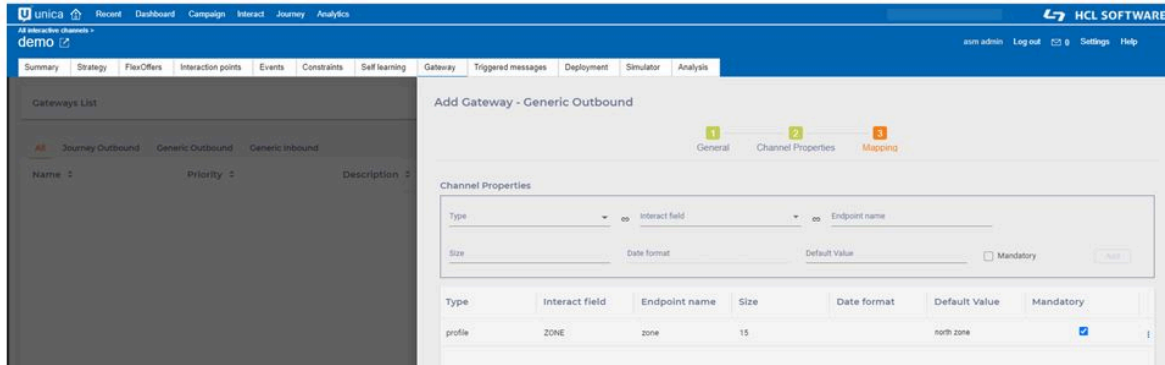 unica Recent Dashboard Campaign Interact Journey Analytics HCL SOFTWARE
All interactive channels >
demo asm admin Log out 0 Settings Help
Summary Strategy FlexOffers Interaction points Events Constraints Self learning Gateway Triggered messages Deployment Simulator Analysis
Gateways List
Add Gateway - Generic Outbound
1 2 3
General Channel Properties Mapping
All Journey Outbound Generic Outbound Generic Inbound
Name Priority Description
Channel Properties
Type Interact field Endpoint name
Size Date format Default Value Mandatory Add
Type Interact field Endpoint name Size Date format Default Value Mandatory
profile ZONE zone 15 north zone